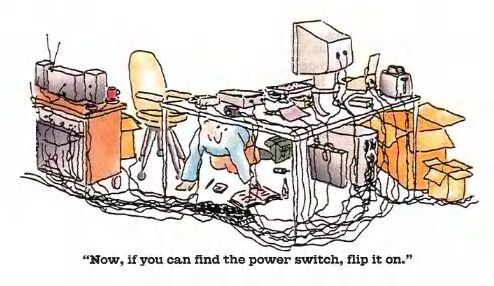 “Now, if you can find the power switch, flip it on.”